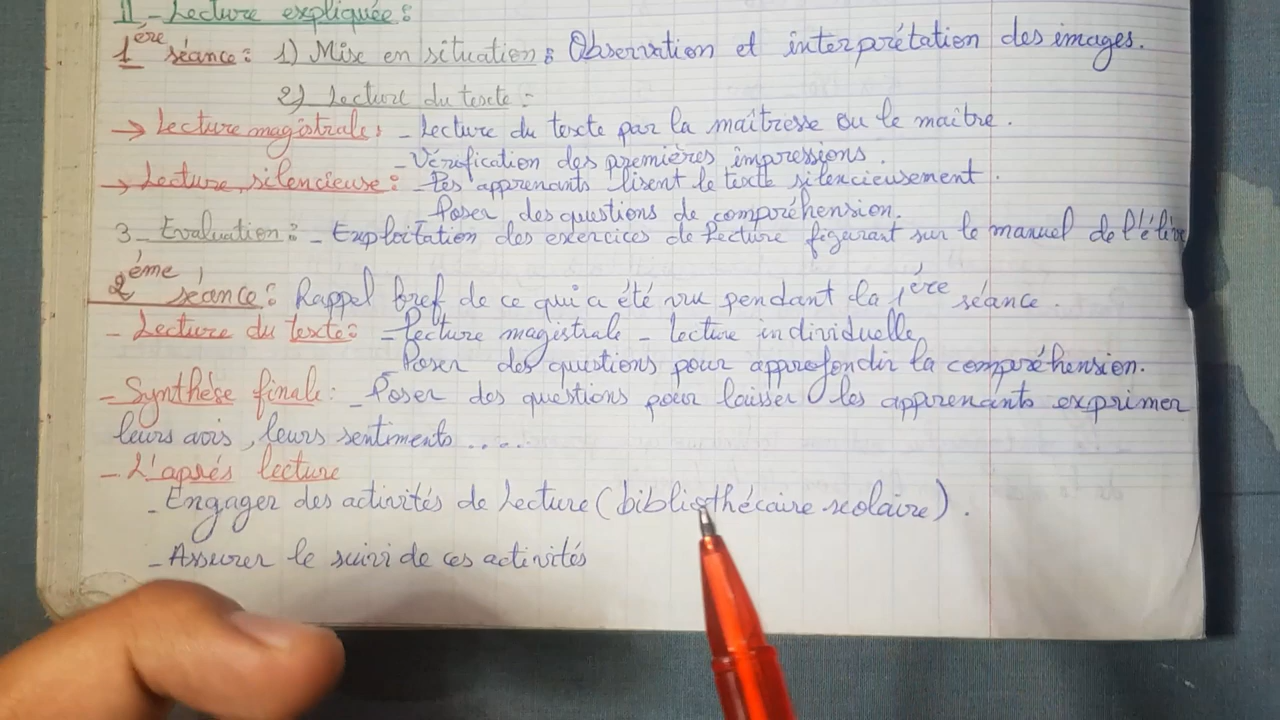 II - Lecture expliquée :
1ère séance : 1) Mise en situation : Observation et interprétation des images.
2) Lecture du texte :
→ Lecture magistrale : - Lecture du texte par la maîtresse ou le maître.
- Vérification des premières impressions.
→ Lecture silencieuse : - Les apprenants lisent le texte silencieusement.
- Poser des questions de compréhension.
3 - Evaluation : - Exploitation des exercices de lecture figurant sur le manuel de l'élève
2ème séance : Rappel bref de ce qui a été vu pendant la 1ère séance.
- Lecture du texte : - Lecture magistrale - lecture individuelle
- Poser des questions pour approfondir la compréhension.
- Synthèse finale : - Poser des questions pour laisser les apprenants exprimer
leurs avis, leurs sentiments .....
- L'après lecture
- Engager des activités de lecture (bibliothécaire scolaire).
- Assurer le suivi de ces activités